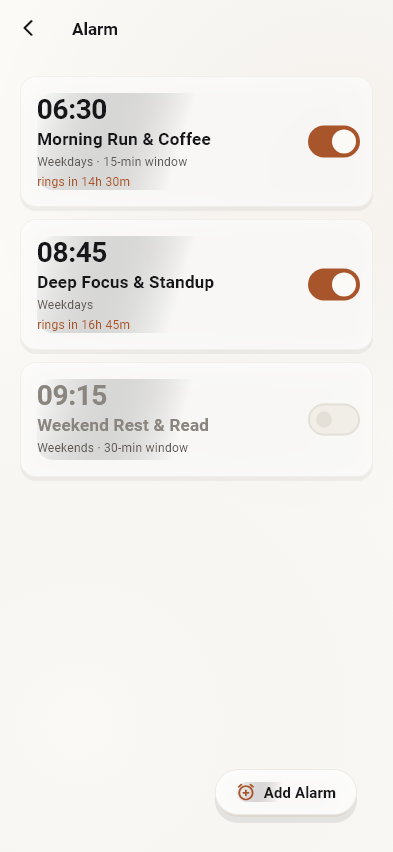 Alarm
06:30
Morning Run & Coffee
Weekdays · 15-min window
rings in 14h 30m
08:45
Deep Focus & Standup
Weekdays
rings in 16h 45m
09:15
Weekend Rest & Read
Weekends · 30-min window
Add Alarm